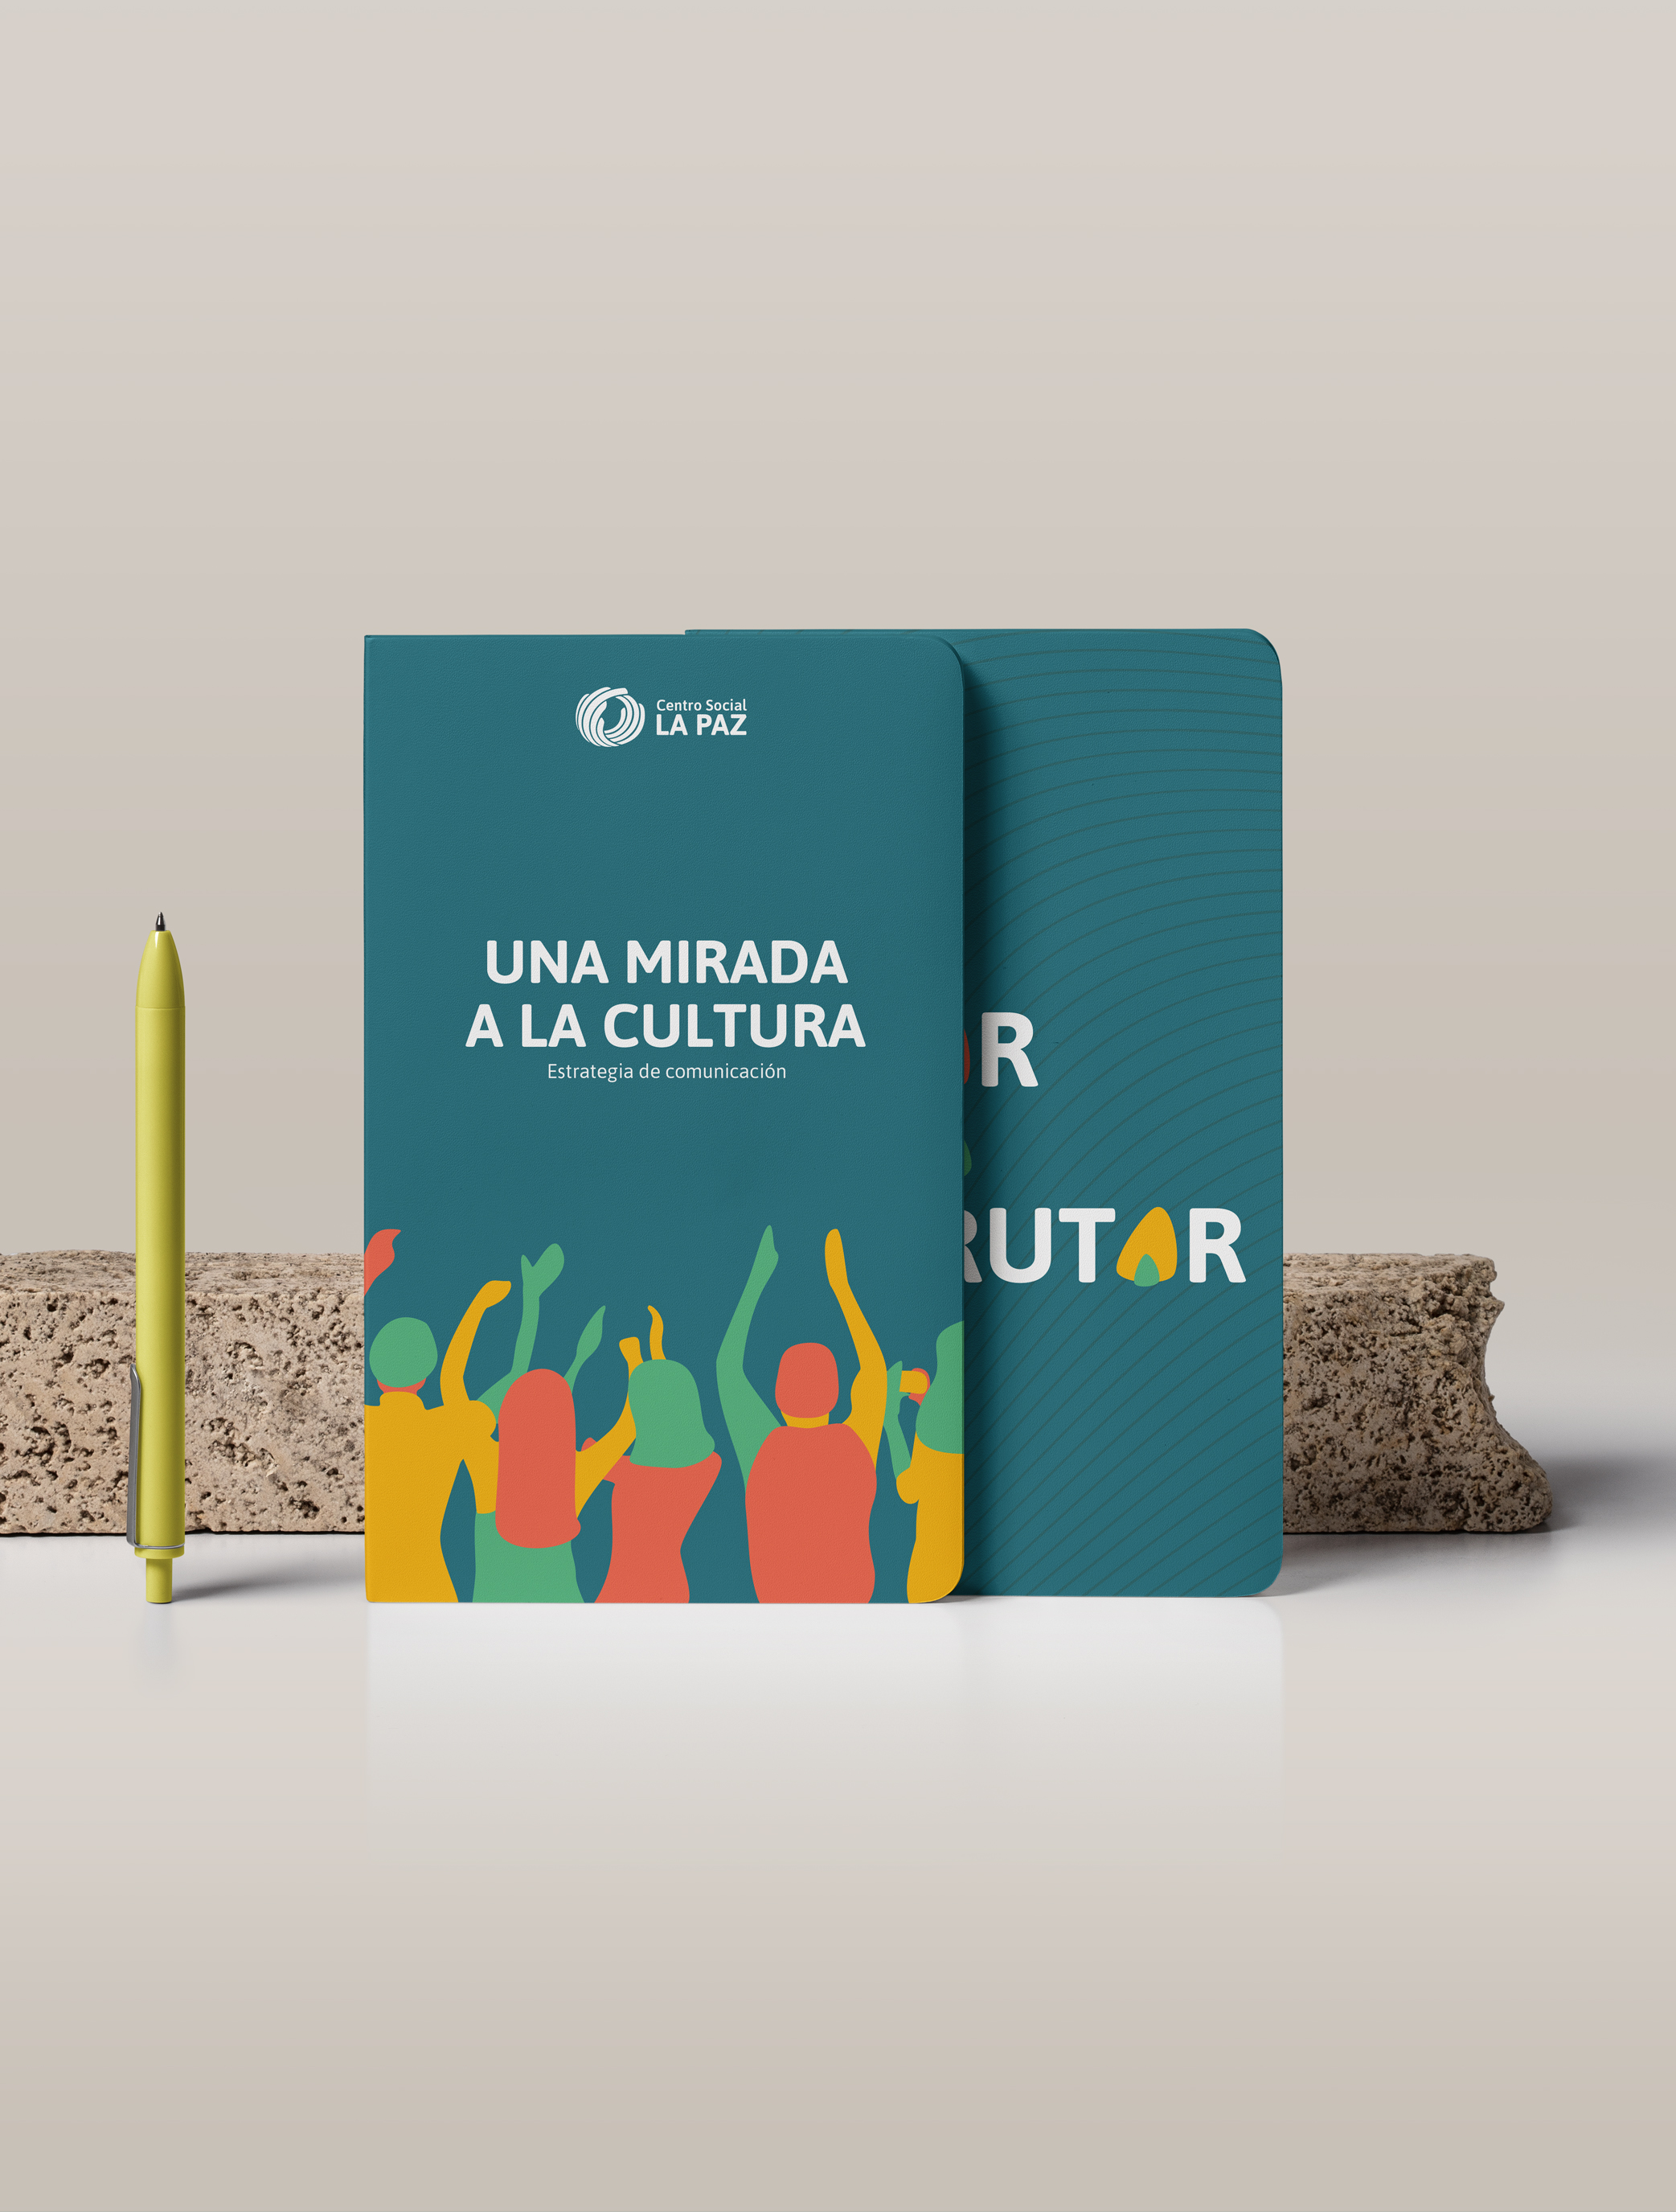 Centro Social
LA PAZ
UNA MIRADA
A LA CULTURA
Estrategia de comunicación
R
RUTAR